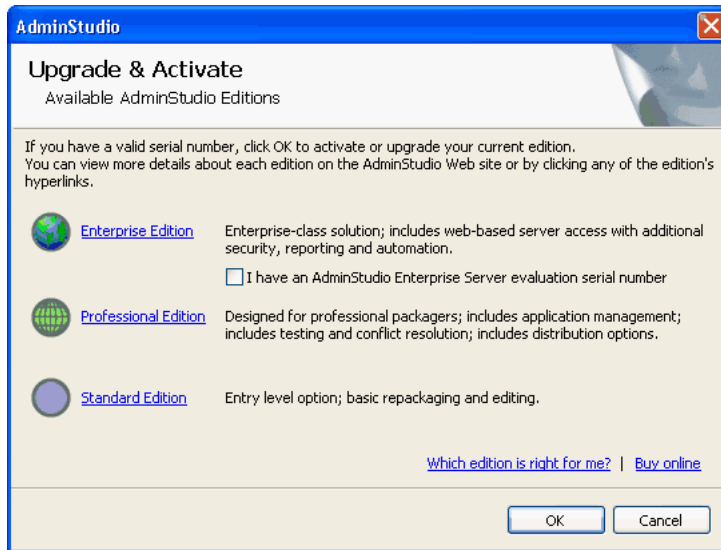 AdminStudio
Upgrade & Activate
Available AdminStudio Editions
If you have a valid serial number, click OK to activate or upgrade your current edition.
You can view more details about each edition on the AdminStudio Web site or by clicking any of the edition's
hyperlinks.
Enterprise Edition
Enterprise-class solution; includes web-based server access with additional
security, reporting and automation.
I have an AdminStudio Enterprise Server evaluation serial number
Professional Edition
Designed for professional packagers; includes application management;
includes testing and conflict resolution; includes distribution options.
Standard Edition
Entry level option; basic repackaging and editing.
Which edition is right for me? | Buy online
OK
Cancel